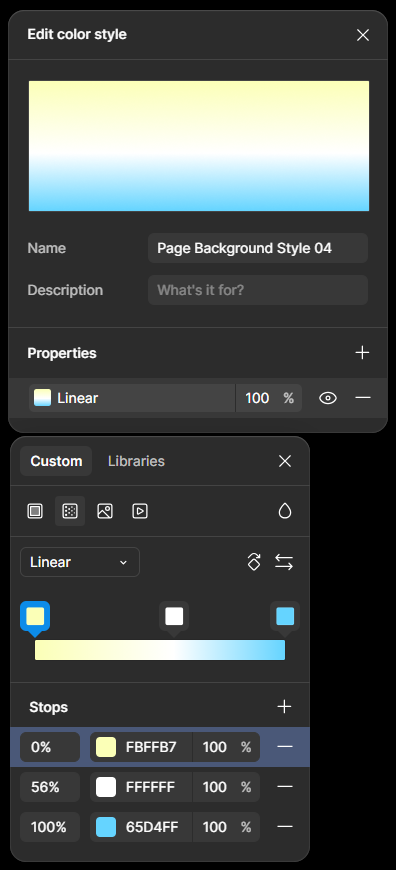 Edit color style
Name Page Background Style 04
Description What's it for?
Properties
Linear 100 %
Custom Libraries
Linear
Stops
0% FBFFB7 100 %
56% FFFFFF 100 %
100% 65D4FF 100 %